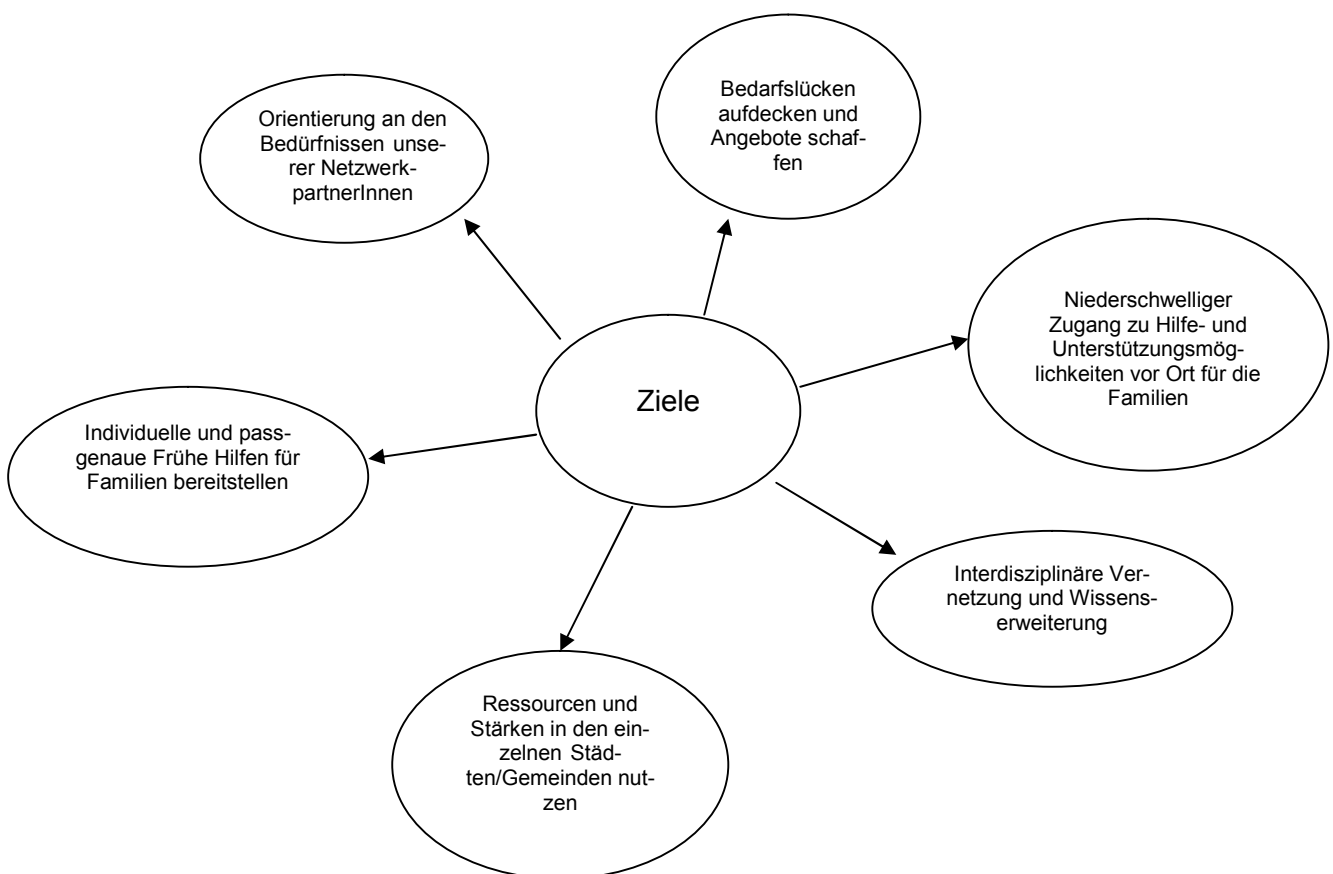 Bedarfslücken
aufdecken und
Angebote schaf-
fen
Orientierung an den
Bedürfnissen unse-
rer Netzwerk-
partnerInnen
Niederschwelliger
Zugang zu Hilfe- und
Unterstützungsmög-
lichkeiten vor Ort für die
Familien
Ziele
Individuelle und pass-
genaue Frühe Hilfen für
Familien bereitstellen
Interdisziplinäre Ver-
netzung und Wissens-
erweiterung
Ressourcen und
Stärken in den ein-
zelnen Städ-
ten/Gemeinden nut-
zen